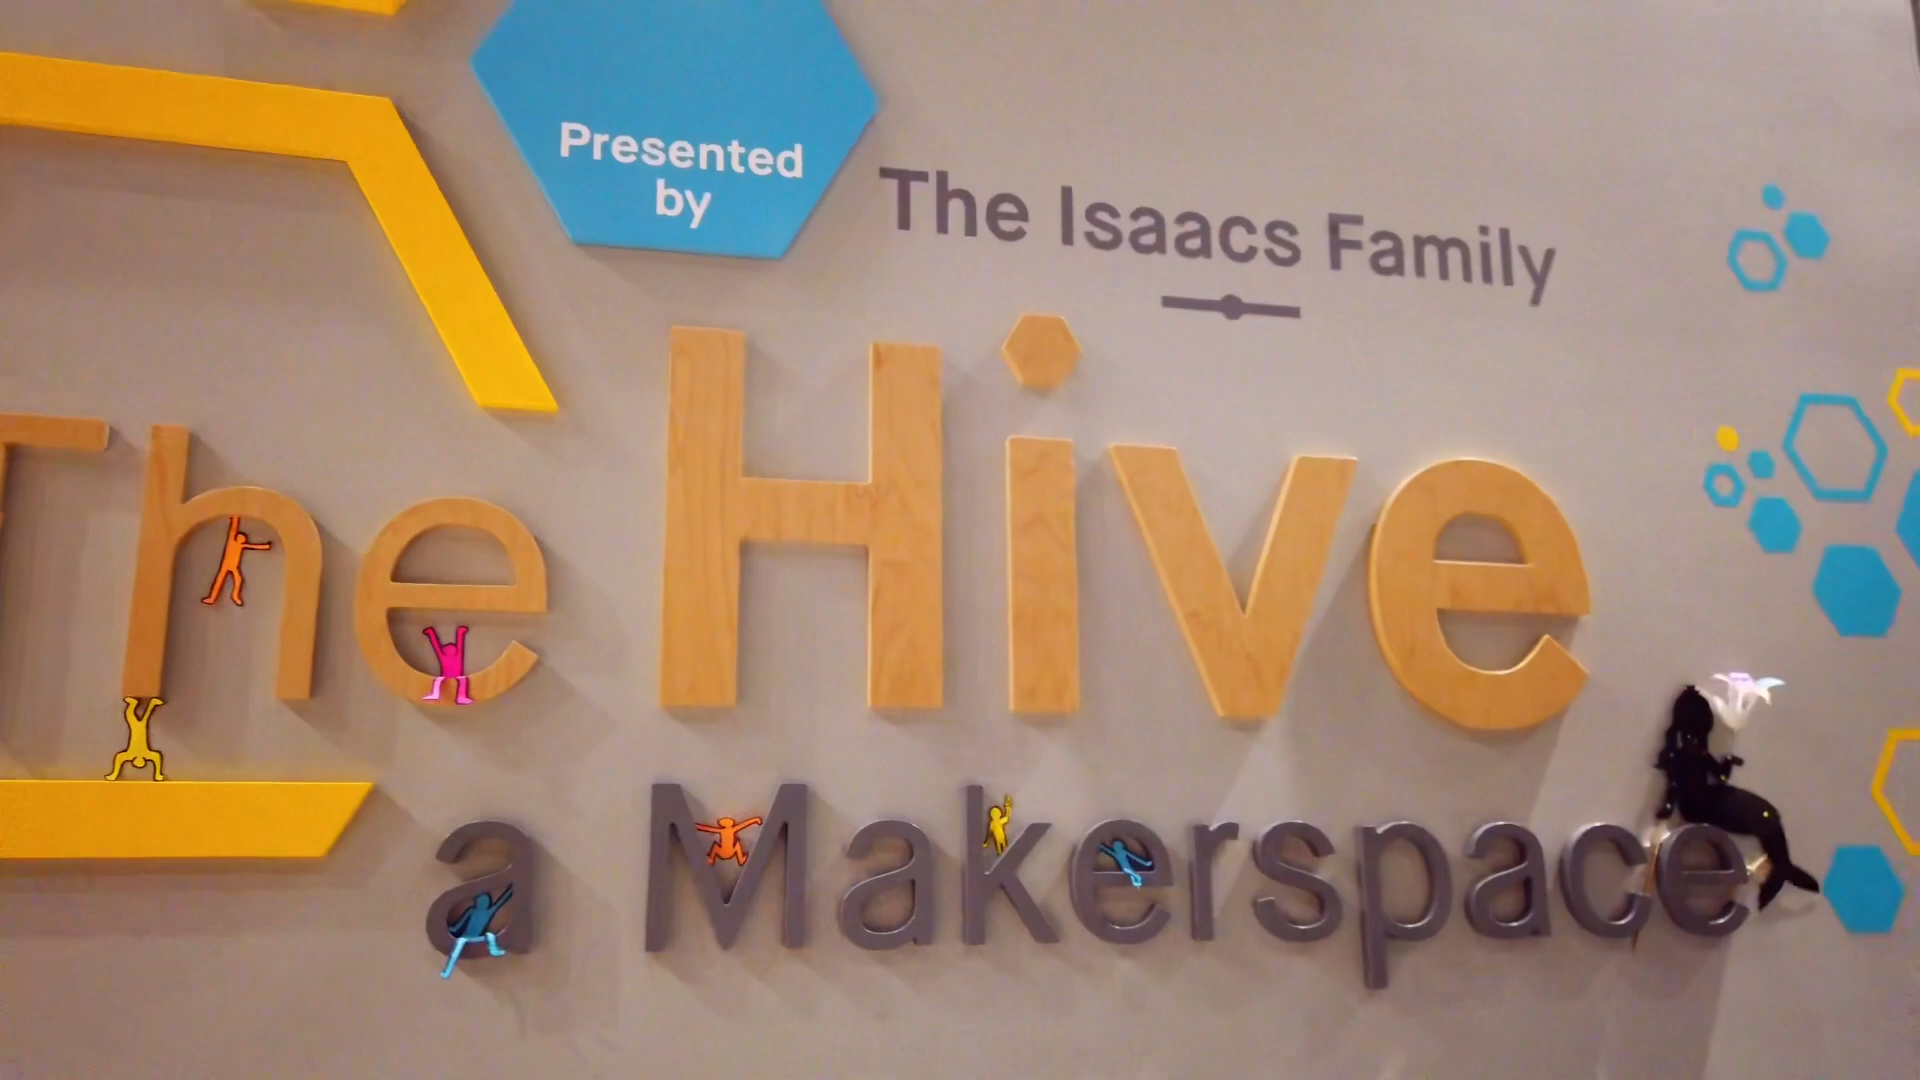 Presented
by
The Isaacs Family
The Hive
a Makerspace